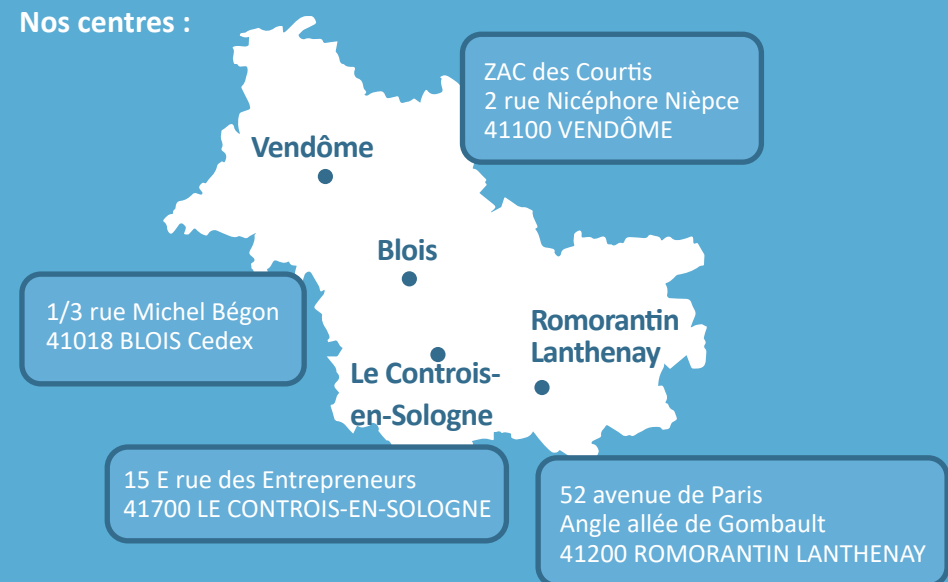 Nos centres :
ZAC des Courtis
2 rue Nicéphore Nièpce
41100 VENDÔME
Vendôme
Blois
1/3 rue Michel Bégon
41018 BLOIS Cedex
Romorantin
Lanthenay
Le Controis-
en-Sologne
15 E rue des Entrepreneurs
41700 LE CONTROIS-EN-SOLOGNE
52 avenue de Paris
Angle allée de Gombault
41200 ROMORANTIN LANTHENAY